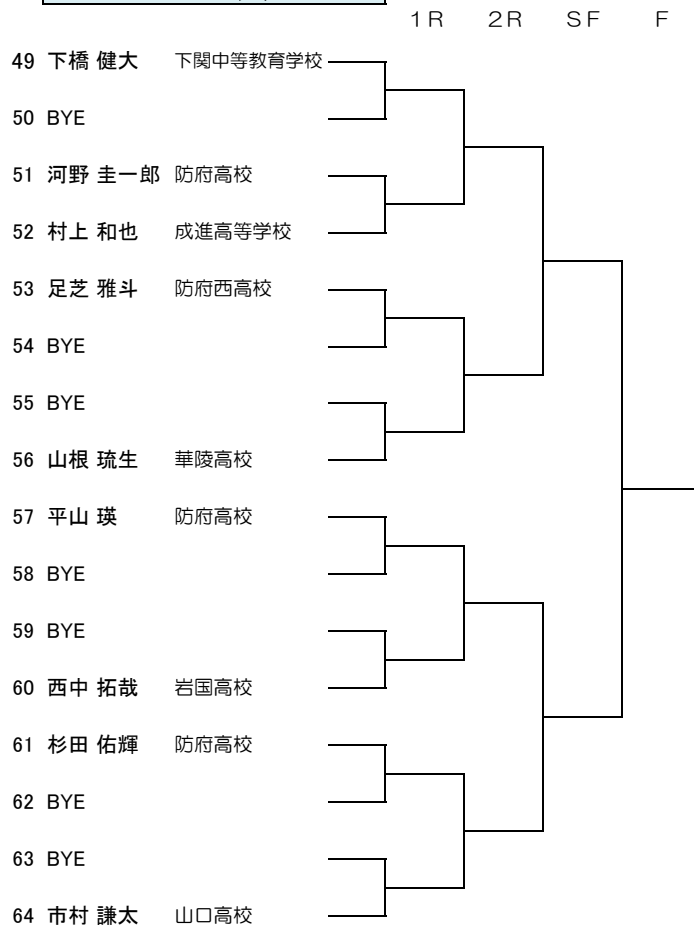 1R 2R SF F
49 下橋 健大 下関中等教育学校
50 BYE
51 河野 圭一郎 防府高校
52 村上 和也 成進高等学校
53 足芝 雅斗 防府西高校
54 BYE
55 BYE
56 山根 琉生 華陵高校
57 平山 瑛 防府高校
58 BYE
59 BYE
60 西中 拓哉 岩国高校
61 杉田 佑輝 防府高校
62 BYE
63 BYE
64 市村 謙太 山口高校